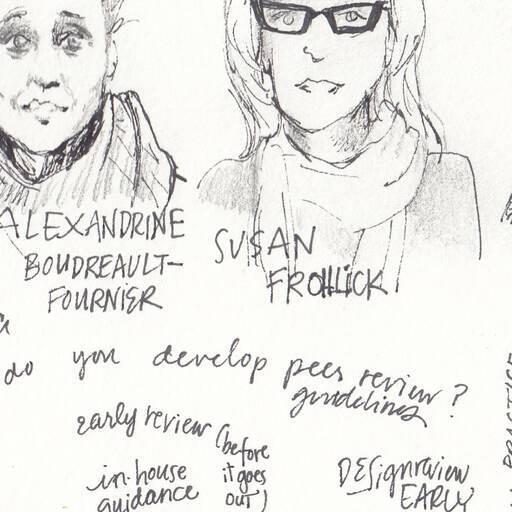 ALEXANDRINE
BOUDREAULT-
FOURNIER
SUSAN
FROHLICK
do you develop peer review ?
guidelines
early review (before
it goes
out)
in-house
guidance
DESign review
EARLY
PRACTICE